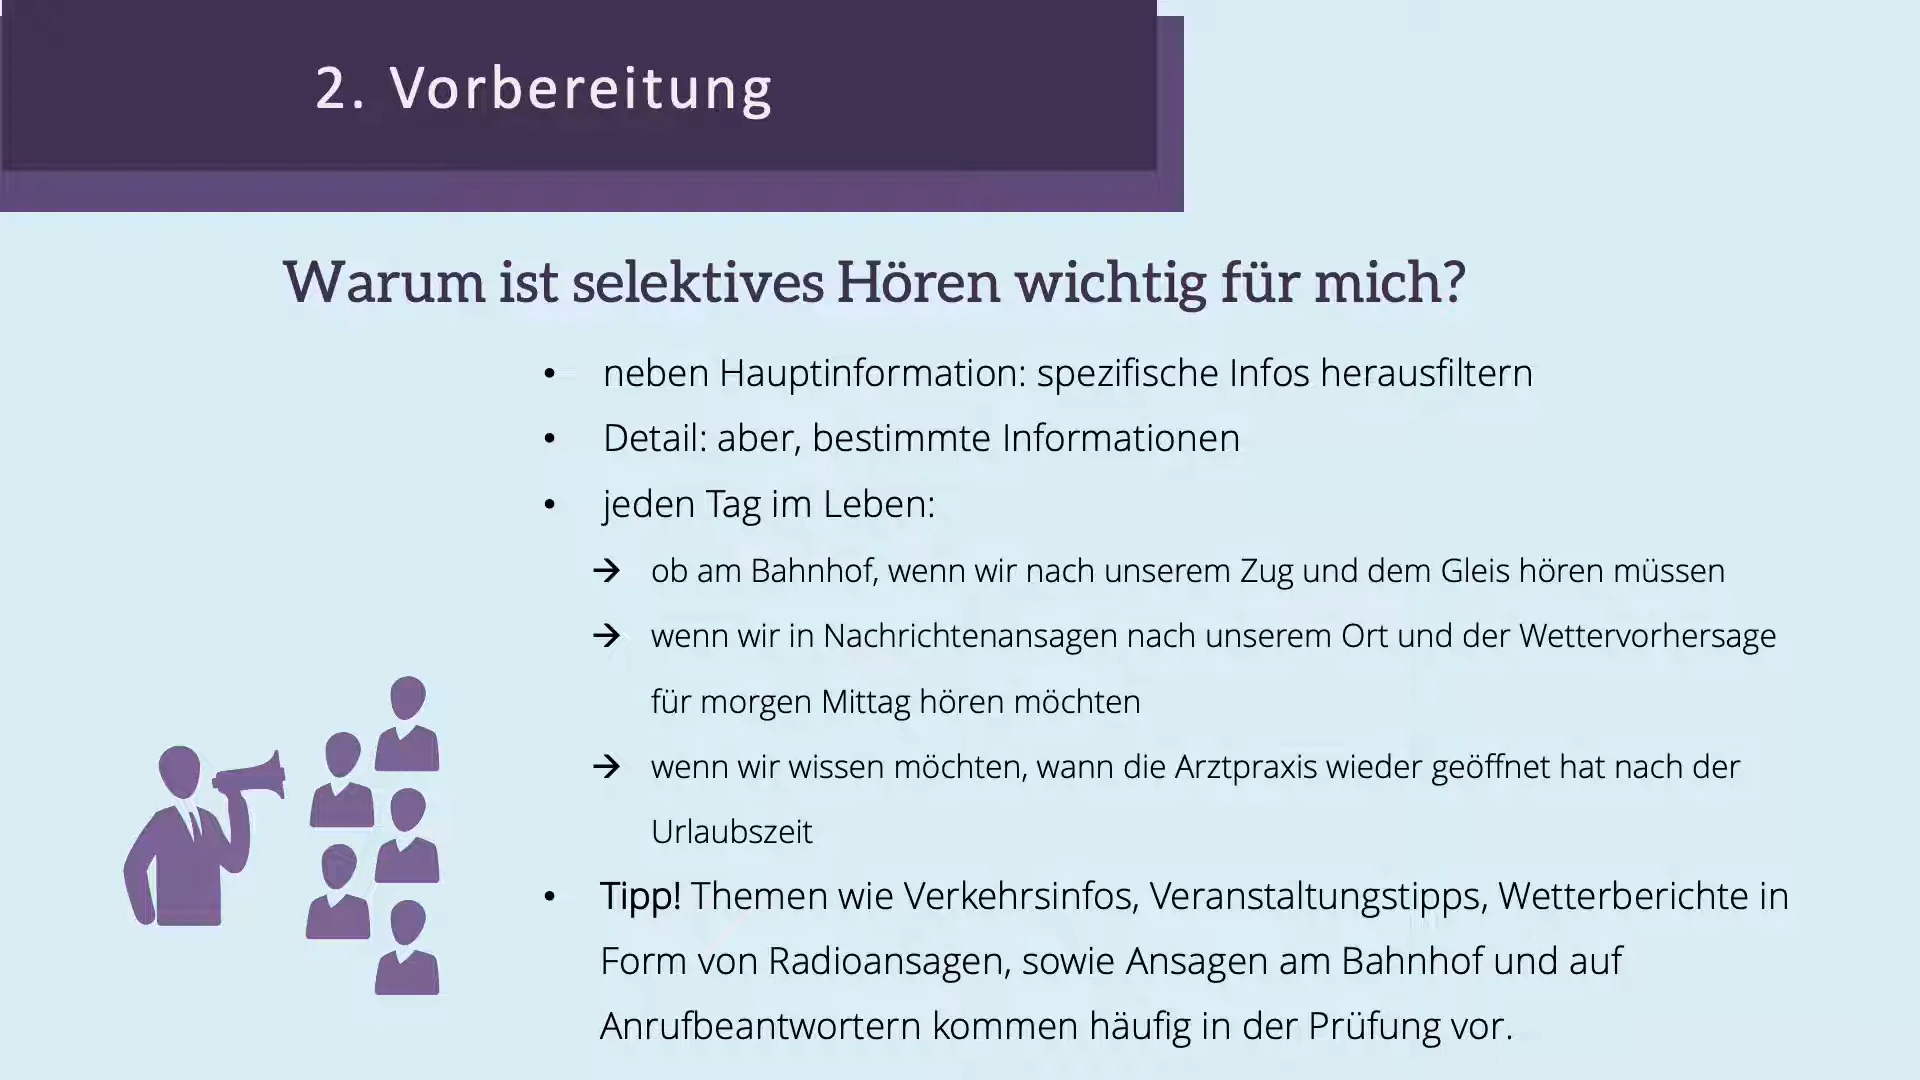 2. Vorbereitung
Warum ist selektives Hören wichtig für mich?
• neben Hauptinformation: spezifische Infos herausfiltern
• Detail: aber, bestimmte Informationen
• jeden Tag im Leben:
→ ob am Bahnhof, wenn wir nach unserem Zug und dem Gleis hören müssen
→ wenn wir in Nachrichtenansagen nach unserem Ort und der Wettervorhersage
für morgen Mittag hören möchten
→ wenn wir wissen möchten, wann die Arztpraxis wieder geöffnet hat nach der
Urlaubszeit
• Tipp! Themen wie Verkehrsinfos, Veranstaltungstipps, Wetterberichte in
Form von Radioansagen, sowie Ansagen am Bahnhof und auf
Anrufbeantwortern kommen häufig in der Prüfung vor.